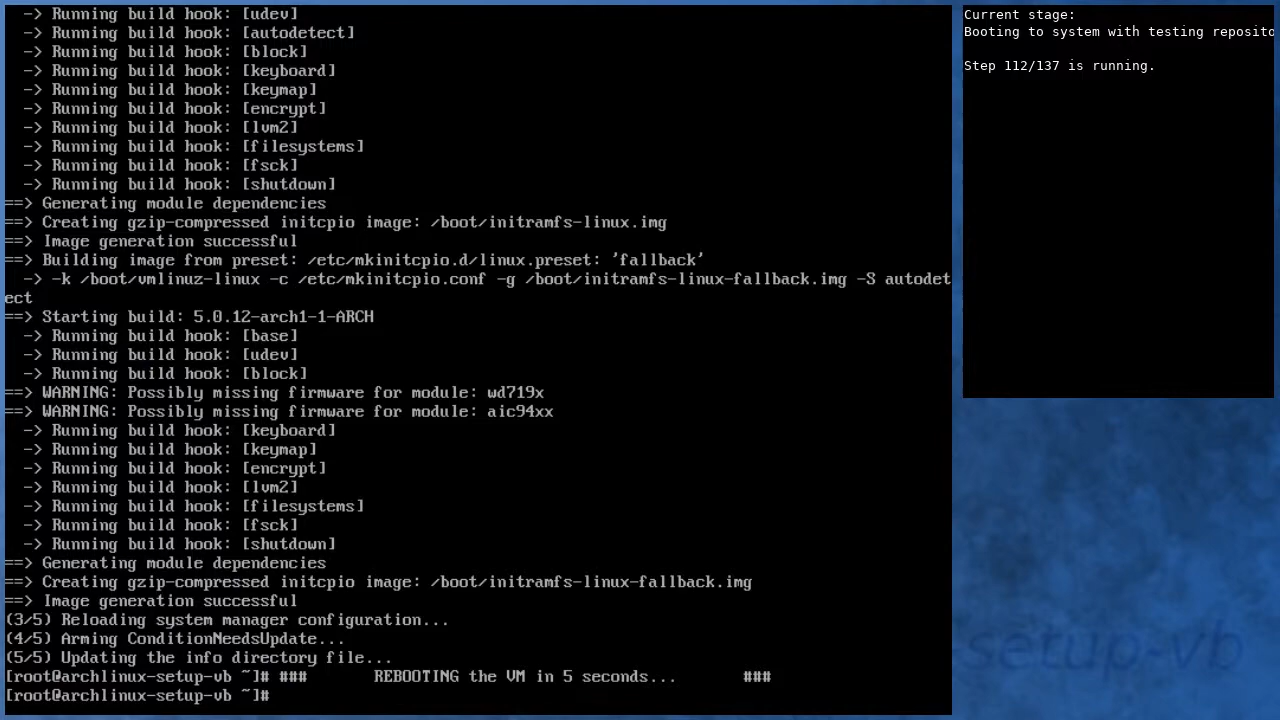 -> Running build hook: [udev]
-> Running build hook: [autodetect]
-> Running build hook: [block]
-> Running build hook: [keyboard]
-> Running build hook: [keymap]
-> Running build hook: [encrypt]
-> Running build hook: [lvm2]
-> Running build hook: [filesystems]
-> Running build hook: [fsck]
-> Running build hook: [shutdown]
==> Generating module dependencies
==> Creating gzip-compressed initcpio image: /boot/initramfs-linux.img
==> Image generation successful
==> Building image from preset: /etc/mkinitcpio.d/linux.preset: 'fallback'
-> -k /boot/vmlinuz-linux -c /etc/mkinitcpio.conf -g /boot/initramfs-linux-fallback.img -S autodet
ect
==> Starting build: 5.0.12-arch1-1-ARCH
-> Running build hook: [base]
-> Running build hook: [udev]
-> Running build hook: [block]
==> WARNING: Possibly missing firmware for module: wd719x
==> WARNING: Possibly missing firmware for module: aic94xx
-> Running build hook: [keyboard]
-> Running build hook: [keymap]
-> Running build hook: [encrypt]
-> Running build hook: [lvm2]
-> Running build hook: [filesystems]
-> Running build hook: [fsck]
-> Running build hook: [shutdown]
==> Generating module dependencies
==> Creating gzip-compressed initcpio image: /boot/initramfs-linux-fallback.img
==> Image generation successful
(3/5) Reloading system manager configuration...
(4/5) Arming ConditionNeedsUpdate...
(5/5) Updating the info directory file...
[root@archlinux-setup-vb ~]# ### REBOOTING the VM in 5 seconds... ###
[root@archlinux-setup-vb ~]#
Current stage:
Booting to system with testing reposito
Step 112/137 is running.
setup-vb